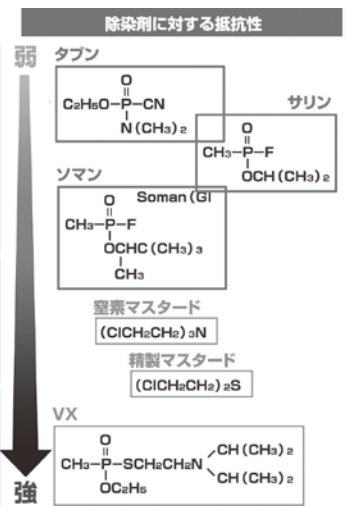 除染剤に対する抵抗性
弱
タブン
O
C₂H₅O-P-CN
N(CH₃)₂
サリン
O
CH₃-P-F
OCH(CH₃)₂
ソマン
Soman(GI
O
CH₃-P-F
OCHC(CH₃)₃
CH₃
窒素マスタード
(ClCH₂CH₂)₃N
精製マスタード
(ClCH₂CH₂)₂S
VX
O
CH(CH₃)₂
CH₃-P-SCH₂CH₂N
CH(CH₃)₂
OC₂H₅
強